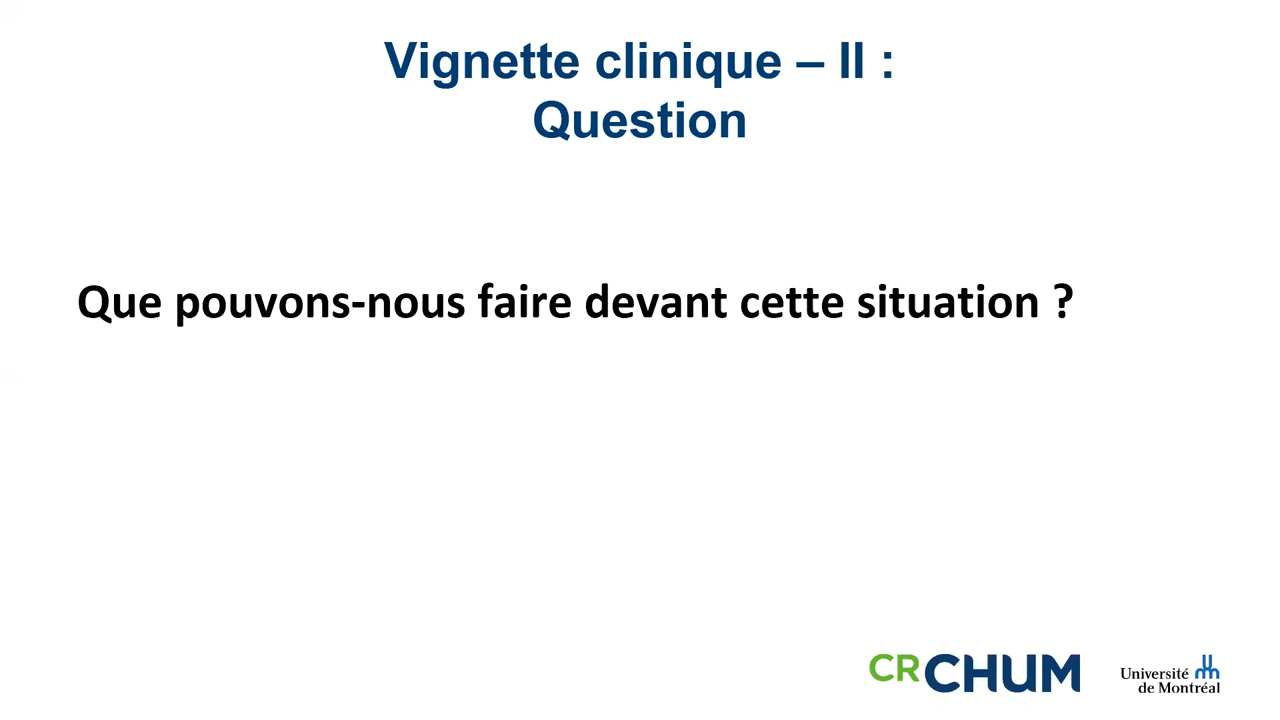 Vignette clinique – II :
Question
Que pouvons-nous faire devant cette situation ?
CRCHUM
Université
de Montréal